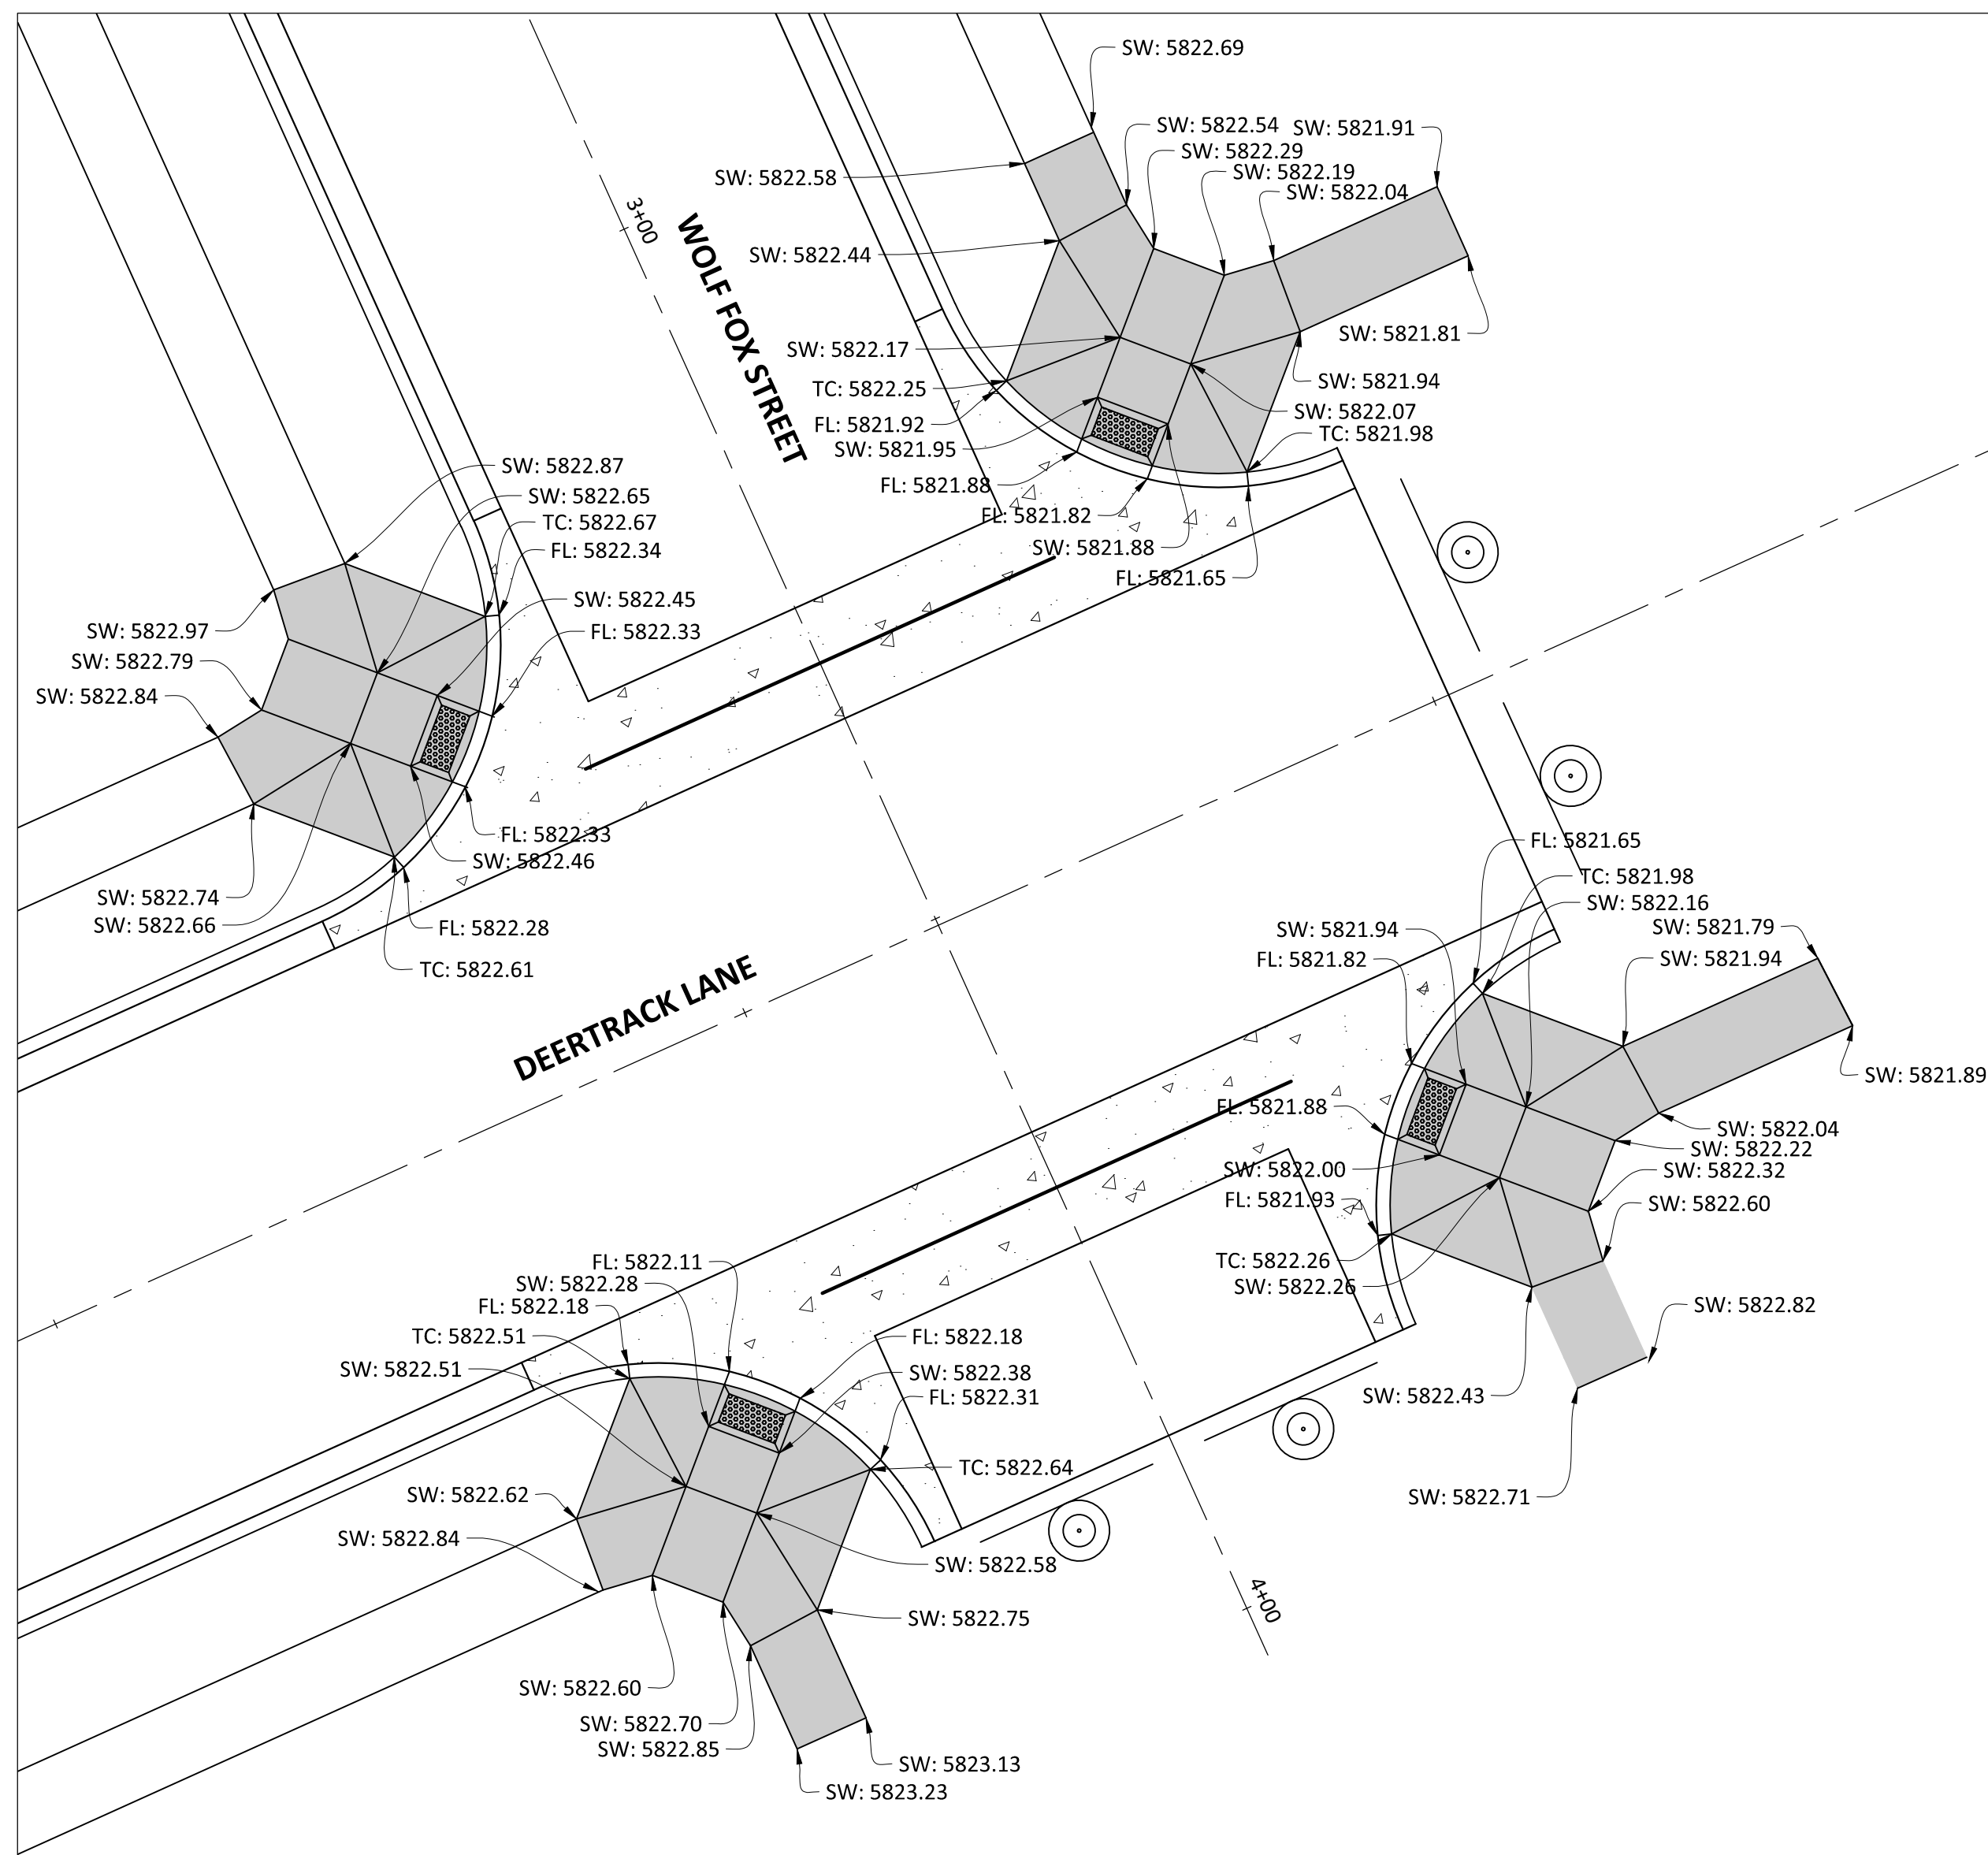 SW: 5822.69
SW: 5822.54
SW: 5821.91
SW: 5822.29
SW: 5822.19
SW: 5822.58
SW: 5822.04
3+00
WOLF FOX STREET
SW: 5822.44
SW: 5821.81
SW: 5822.17
SW: 5821.94
TC: 5822.25
SW: 5822.07
FL: 5821.92
TC: 5821.98
SW: 5821.95
SW: 5822.87
FL: 5821.88
SW: 5822.65
FL: 5821.82
TC: 5822.67
SW: 5821.88
FL: 5822.34
FL: 5821.65
SW: 5822.45
SW: 5822.97
FL: 5822.33
SW: 5822.79
SW: 5822.84
FL: 5822.33
FL: 5821.65
SW: 5822.46
TC: 5821.98
SW: 5822.74
SW: 5822.16
SW: 5822.66
FL: 5822.28
SW: 5821.94
SW: 5821.79
FL: 5821.82
SW: 5821.94
TC: 5822.61
DEERTRACK LANE
SW: 5821.89
FL: 5821.88
SW: 5822.04
SW: 5822.22
SW: 5822.00
SW: 5822.32
FL: 5821.93
SW: 5822.60
FL: 5822.11
TC: 5822.26
SW: 5822.28
SW: 5822.26
FL: 5822.18
SW: 5822.82
TC: 5822.51
FL: 5822.18
SW: 5822.51
SW: 5822.38
FL: 5822.31
SW: 5822.43
TC: 5822.64
SW: 5822.62
SW: 5822.71
SW: 5822.84
SW: 5822.58
4+00
SW: 5822.75
SW: 5822.60
SW: 5822.70
SW: 5822.85
SW: 5823.13
SW: 5823.23